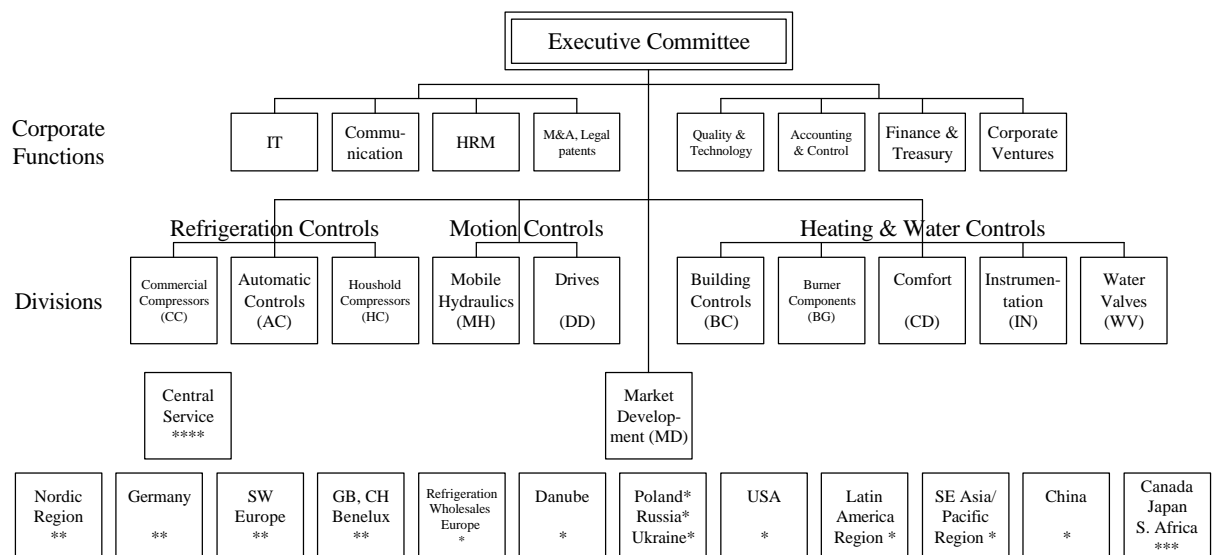 Executive Committee
Corporate
Functions
IT
Commu-
nication
HRM
M&A, Legal
patents
Quality &
Technology
Accounting
& Control
Finance &
Treasury
Corporate
Ventures
Refrigeration Controls
Motion Controls
Heating & Water Controls
Divisions
Commercial
Compressors
(CC)
Automatic
Controls
(AC)
Houshold
Compressors
(HC)
Mobile
Hydraulics
(MH)
Drives
(DD)
Building
Controls
(BC)
Burner
Components
(BG)
Comfort
(CD)
Instrumen-
tation
(IN)
Water
Valves
(WV)
Central
Service
****
Market
Develop-
ment (MD)
Nordic
Region
**
Germany
**
SW
Europe
**
GB, CH
Benelux
**
Refrigeration
Wholesales
Europe
*
Danube
*
Poland*
Russia*
Ukraine*
USA
*
Latin
America
Region *
SE Asia/
Pacific
Region *
China
*
Canada
Japan
S. Africa
***